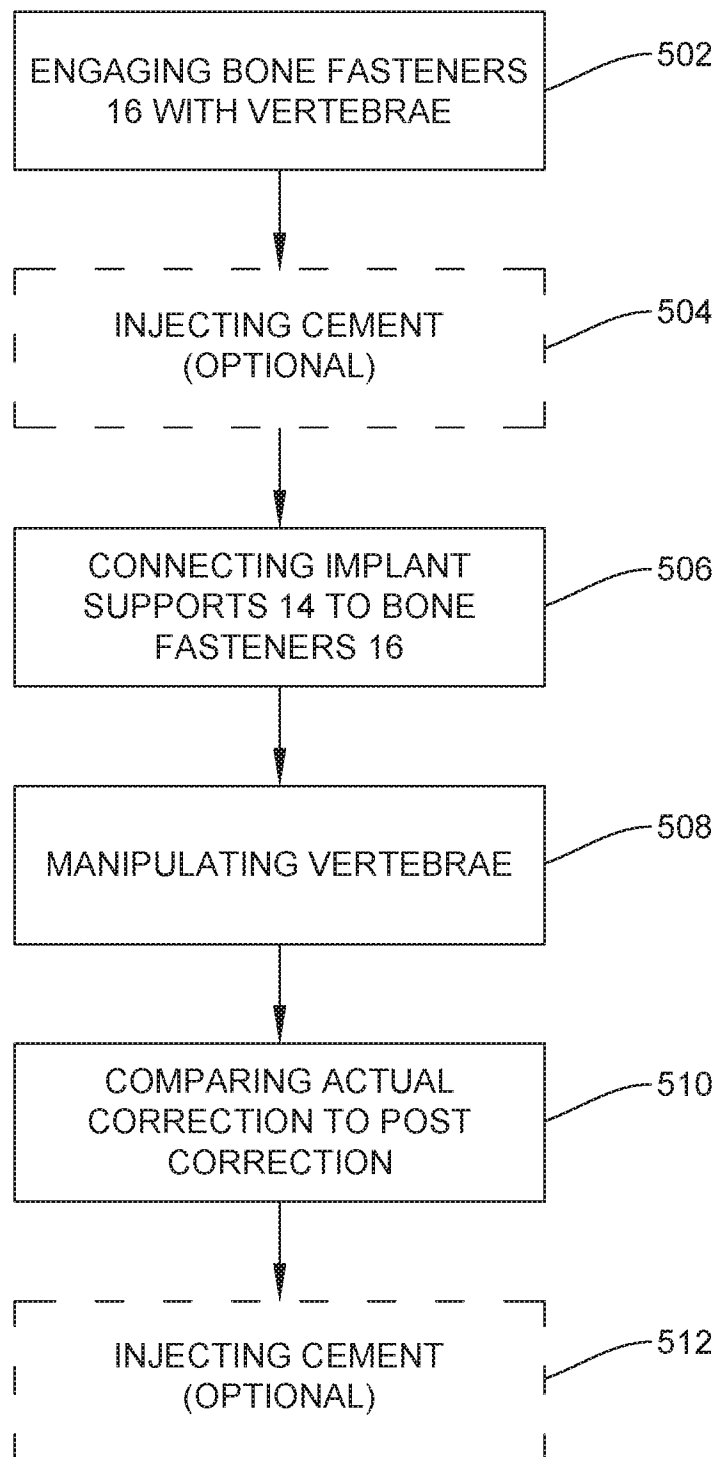 ENGAGING BONE FASTENERS
16 WITH VERTEBRAE
502
INJECTING CEMENT
(OPTIONAL)
504
CONNECTING IMPLANT
SUPPORTS 14 TO BONE
FASTENERS 16
506
MANIPULATING VERTEBRAE
508
COMPARING ACTUAL
CORRECTION TO POST
CORRECTION
510
INJECTING CEMENT
(OPTIONAL)
512